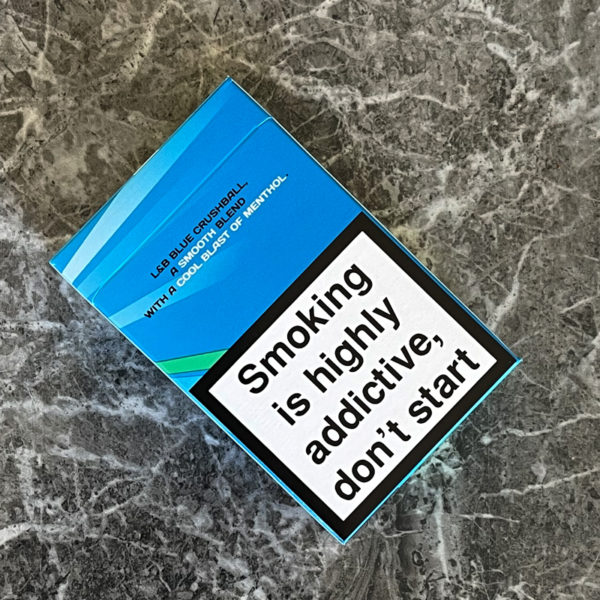 L&B BLUE CRUSHBALL,
A SMOOTH BLEND
WITH A COOL BLAST OF MENTHOL.
Smoking
is highly
addictive,
don't start